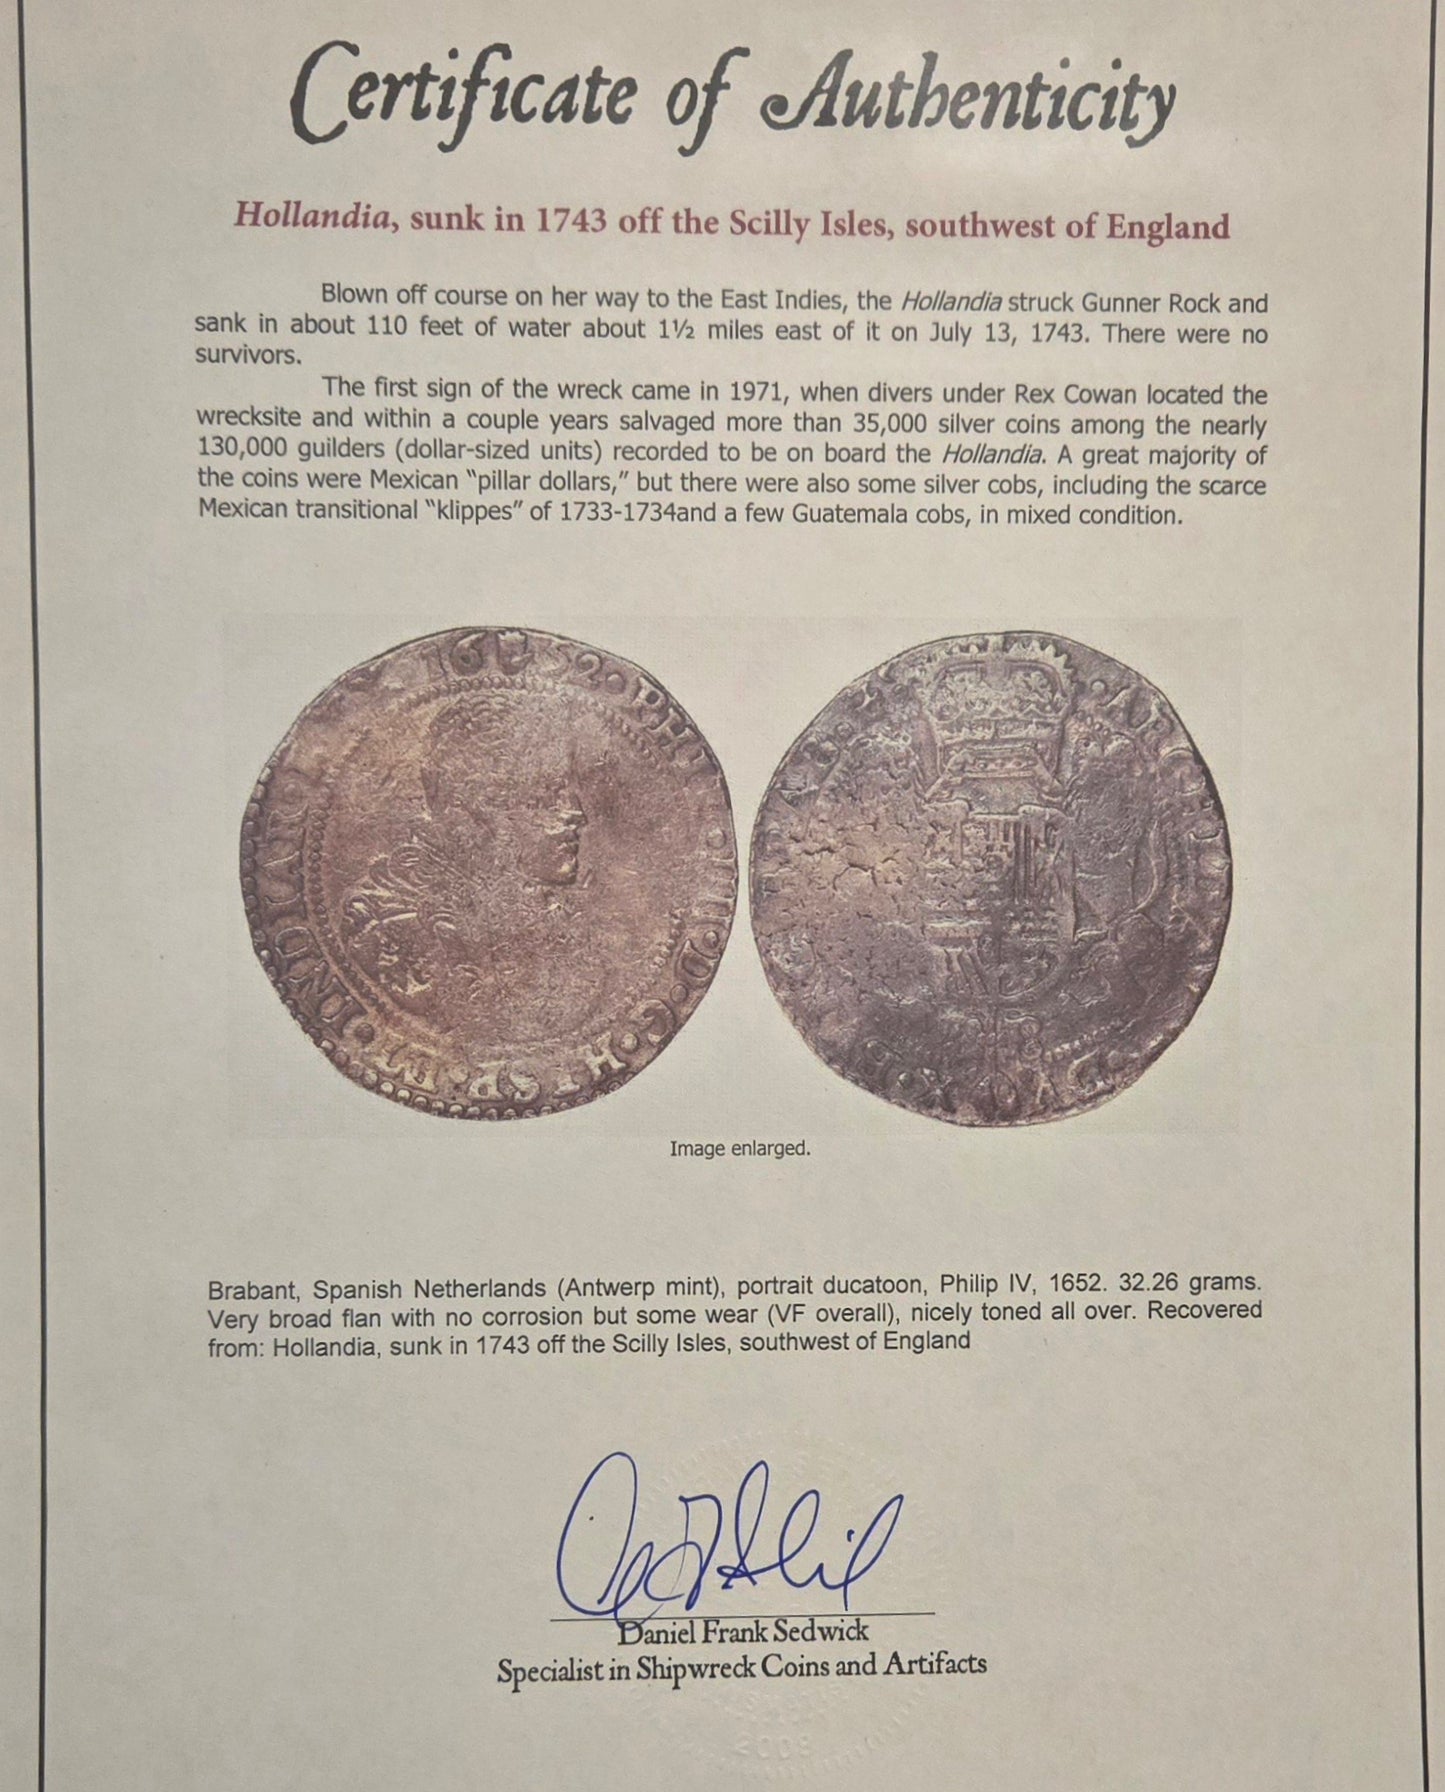 Certificate of Authenticity
Hollandia, sunk in 1743 off the Scilly Isles, southwest of England
Blown off course on her way to the East Indies, the Hollandia struck Gunner Rock and
sank in about 110 feet of water about 1½ miles east of it on July 13, 1743. There were no
survivors.
The first sign of the wreck came in 1971, when divers under Rex Cowan located the
wrecksite and within a couple years salvaged more than 35,000 silver coins among the nearly
130,000 guilders (dollar-sized units) recorded to be on board the Hollandia. A great majority of
the coins were Mexican “pillar dollars,” but there were also some silver cobs, including the scarce
Mexican transitional “klippes” of 1733-1734and a few Guatemala cobs, in mixed condition.
16 52 · PHIL · IIII · D · G · HISP · ET · INDIAR
· ARC
Image enlarged.
Brabant, Spanish Netherlands (Antwerp mint), portrait ducatoon, Philip IV, 1652. 32.26 grams.
Very broad flan with no corrosion but some wear (VF overall), nicely toned all over. Recovered
from: Hollandia, sunk in 1743 off the Scilly Isles, southwest of England
Daniel Frank Sedwick
Specialist in Shipwreck Coins and Artifacts